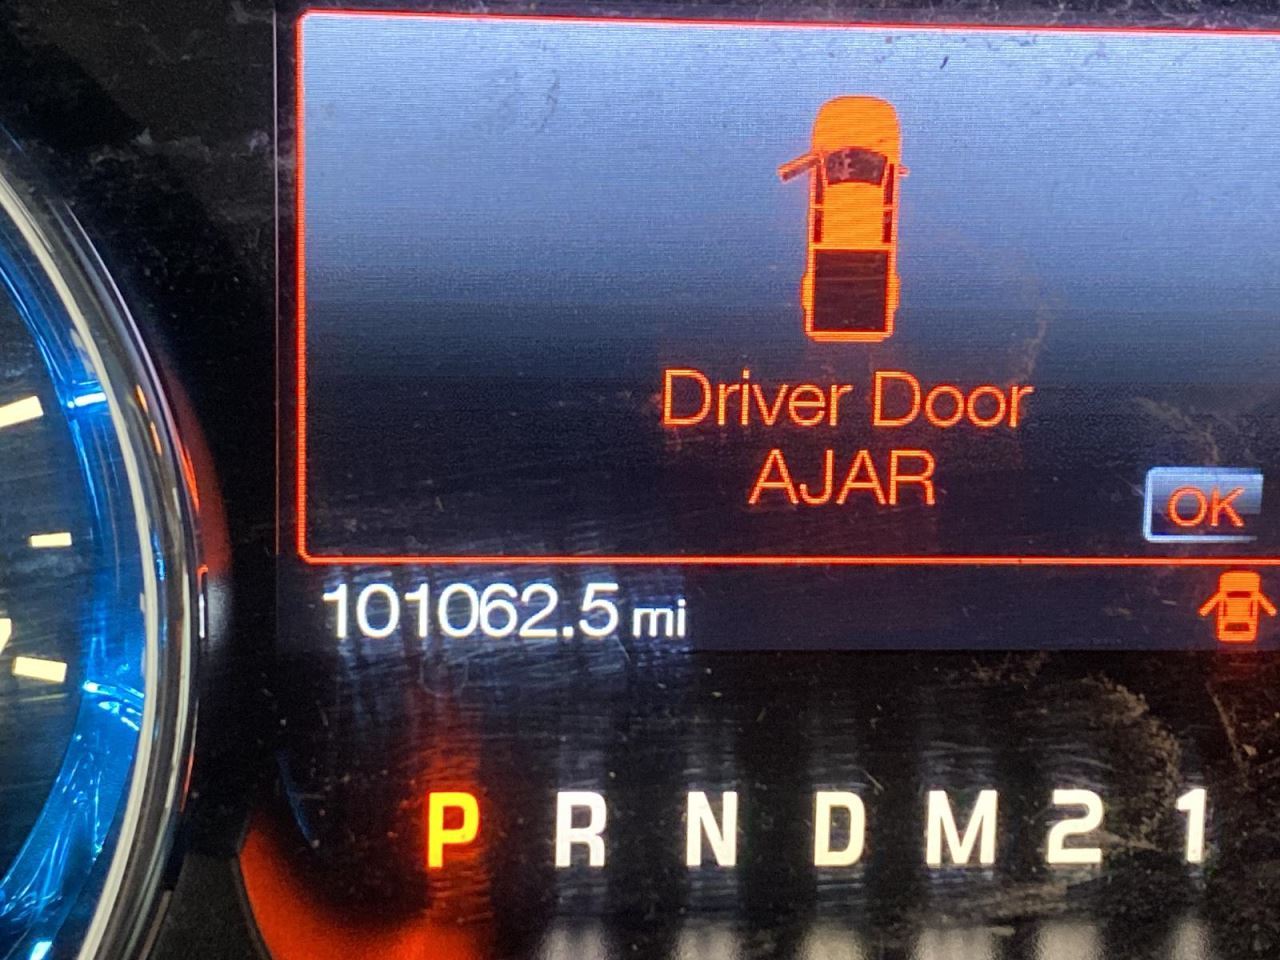 Driver Door
AJAR
OK
101062.5 mi
P R N D M 2 1